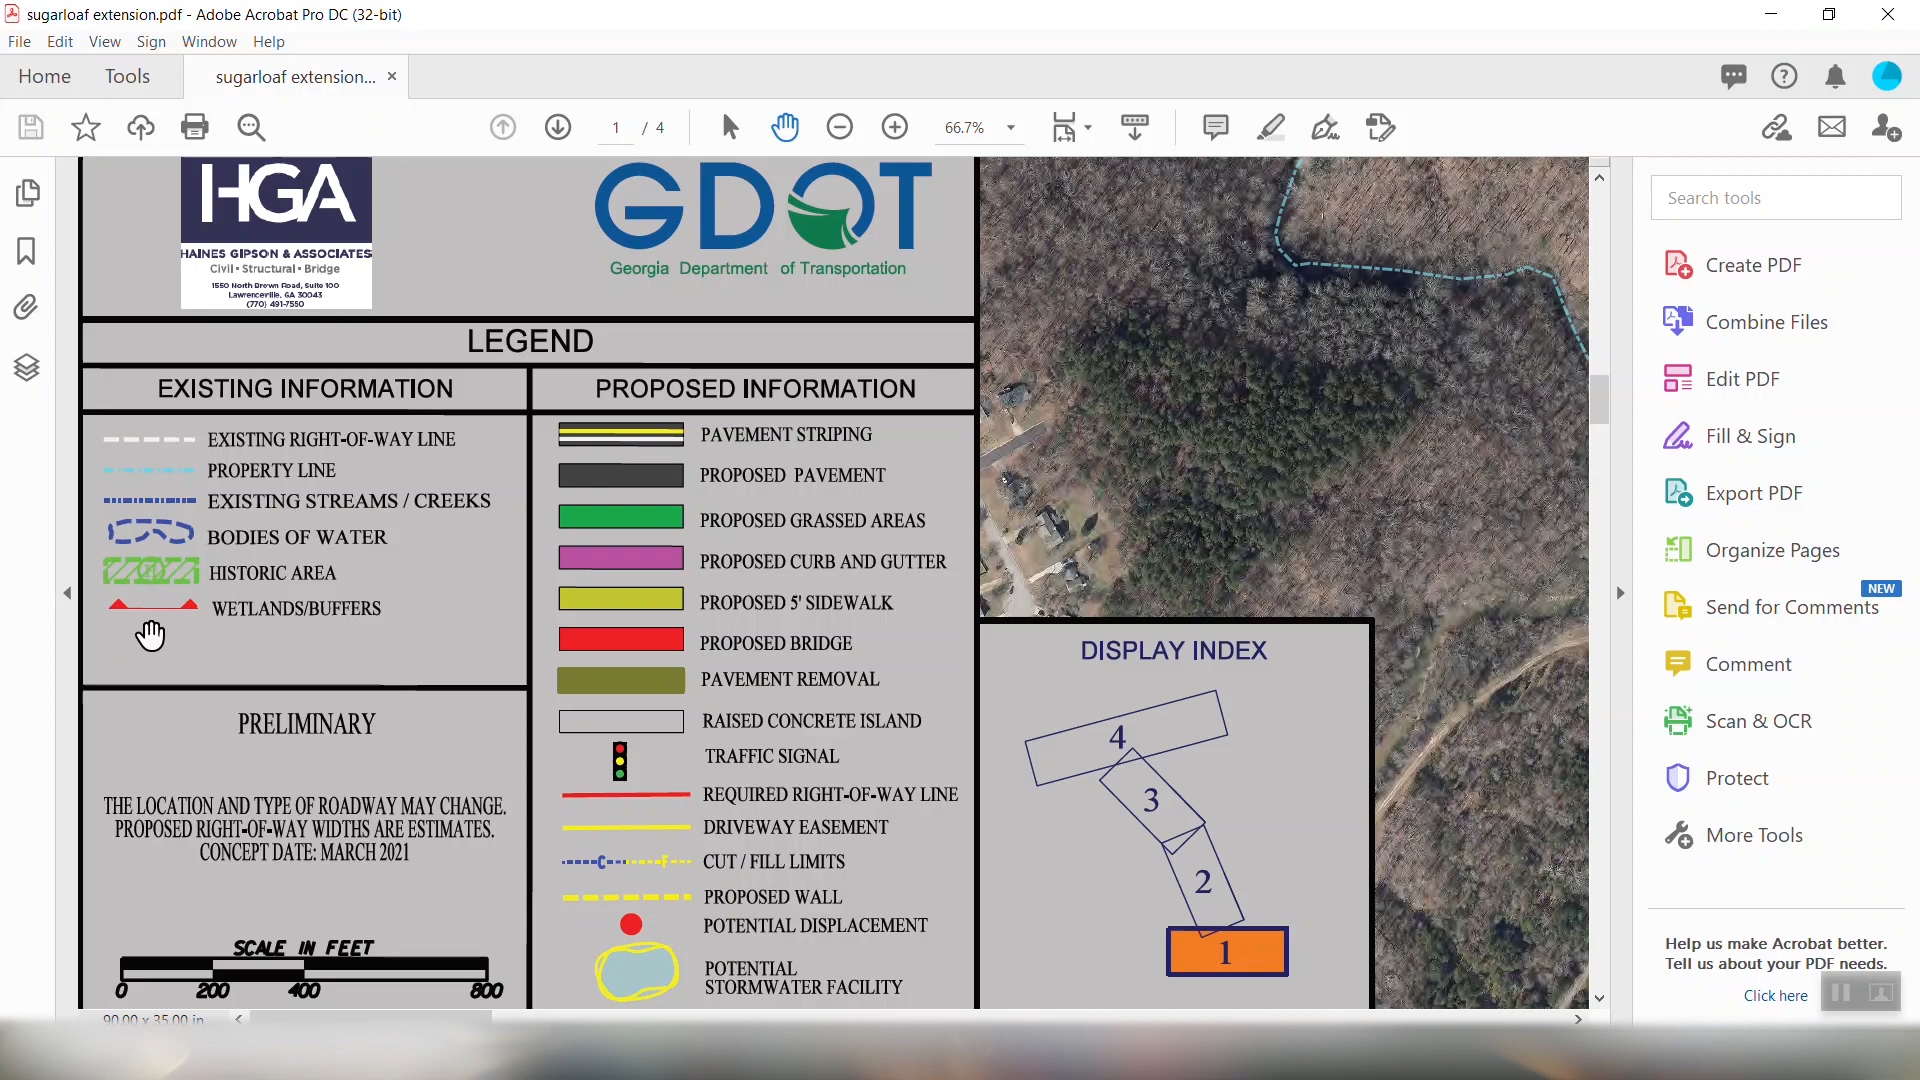 sugarloaf extension.pdf - Adobe Acrobat Pro DC (32-bit)
File Edit View Sign Window Help
Home Tools sugarloaf extension... ×
1 / 4 66.7%
Search tools
Create PDF
Combine Files
Edit PDF
Fill & Sign
Export PDF
Organize Pages
NEW
Send for Comments
Comment
Scan & OCR
Protect
More Tools
Help us make Acrobat better.
Tell us about your PDF needs.
Click here
HGA
HAINES GIPSON & ASSOCIATES
Civil • Structural • Bridge
1550 North Brown Road, Suite 100
Lawrenceville, GA 30043
(770) 491-7550
GDOT
Georgia Department of Transportation
LEGEND
EXISTING INFORMATION
EXISTING RIGHT-OF-WAY LINE
PROPERTY LINE
EXISTING STREAMS / CREEKS
BODIES OF WATER
H
HISTORIC AREA
WETLANDS/BUFFERS
PRELIMINARY
THE LOCATION AND TYPE OF ROADWAY MAY CHANGE.
PROPOSED RIGHT-OF-WAY WIDTHS ARE ESTIMATES.
CONCEPT DATE: MARCH 2021
SCALE IN FEET
0 200 400 800
PROPOSED INFORMATION
PAVEMENT STRIPING
PROPOSED PAVEMENT
PROPOSED GRASSED AREAS
PROPOSED CURB AND GUTTER
PROPOSED 5' SIDEWALK
PROPOSED BRIDGE
PAVEMENT REMOVAL
RAISED CONCRETE ISLAND
TRAFFIC SIGNAL
REQUIRED RIGHT-OF-WAY LINE
DRIVEWAY EASEMENT
C F CUT / FILL LIMITS
PROPOSED WALL
POTENTIAL DISPLACEMENT
POTENTIAL
STORMWATER FACILITY
DISPLAY INDEX
4
3
2
1
90.00 x 35.00 in